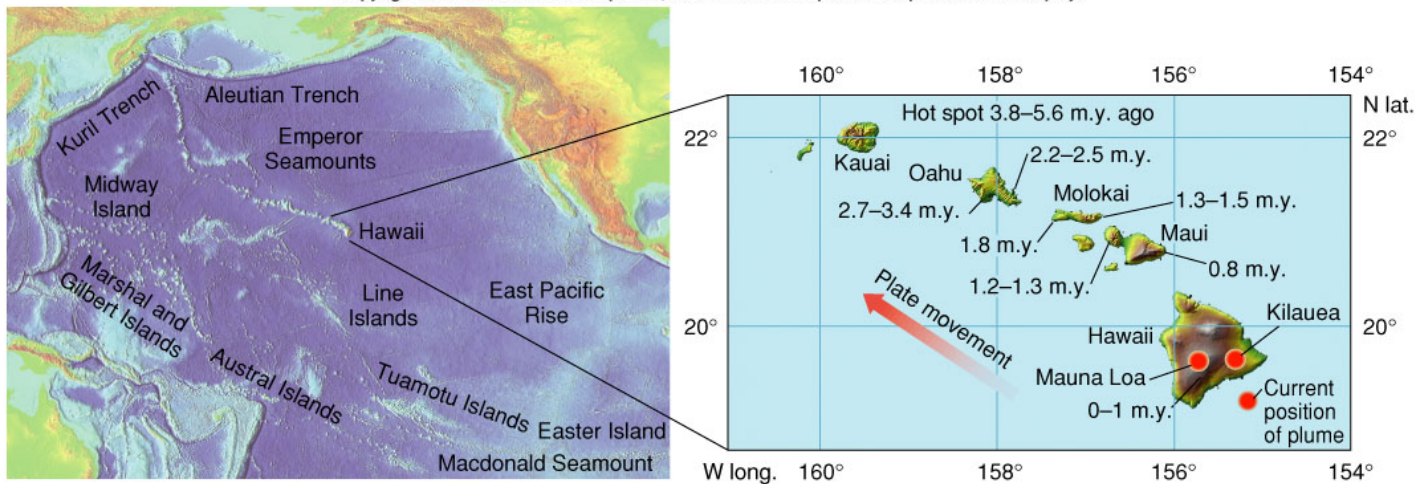 Kuril Trench
Aleutian Trench
Emperor
Seamounts
Midway
Island
Hawaii
Marshal and
Gilbert Islands
Line
Islands
East Pacific
Rise
Austral Islands
Tuamotu Islands
Easter Island
Macdonald Seamount
160°
158°
156°
154°
N lat.
Hot spot 3.8–5.6 m.y. ago
22°
Kauai
2.2–2.5 m.y.
Oahu
Molokai
2.7–3.4 m.y.
1.3–1.5 m.y.
1.8 m.y.
Maui
0.8 m.y.
1.2–1.3 m.y.
Plate movement
20°
20°
Hawaii
Kilauea
Mauna Loa
0–1 m.y.
Current
position
of plume
22°
W long.
160°
158°
156°
154°